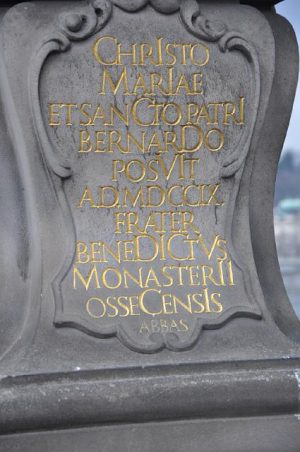 CHrIsto
MarIae
et sanCto patrI
BernarDo
posVIt
A.D.MDCCIX.
Frater
BeneDICtVs
MonasterII
OsseCensIs
Abbas